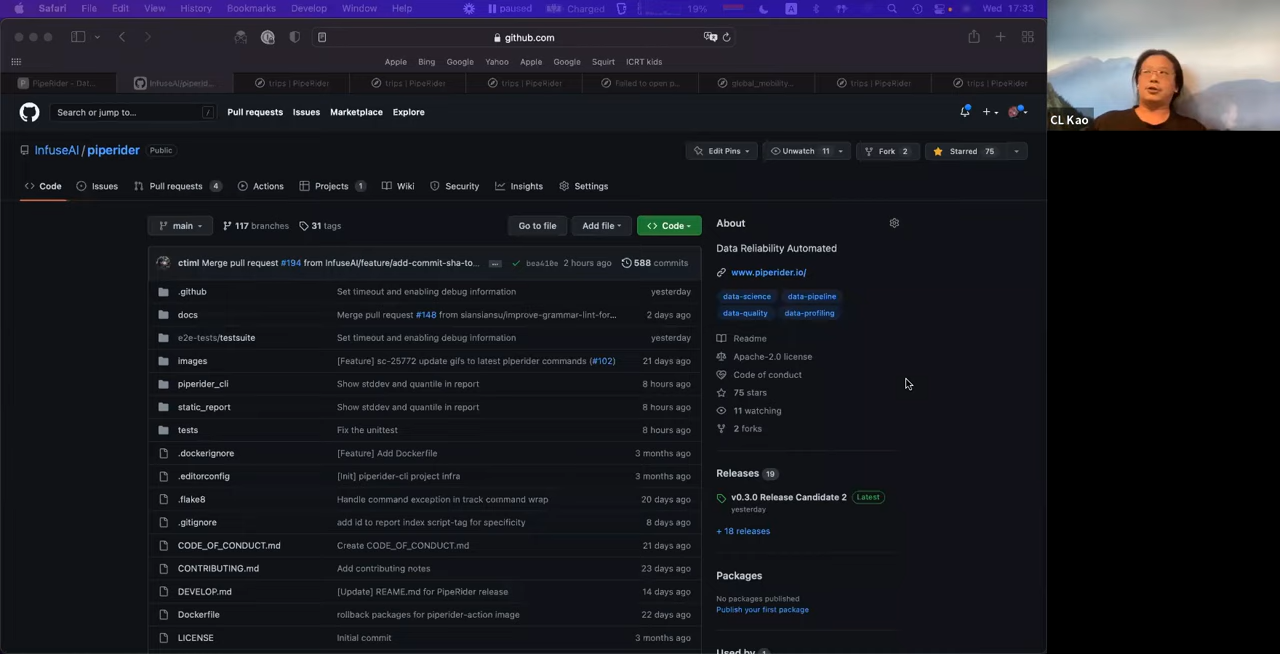 Safari File Edit View History Bookmarks Develop Window Help paused Charged 19% A Wed 17:33
github.com
Apple Bing Google Yahoo Apple Google Squirt ICRT kids
PipeRider - Dat... InfuseAI/piperid... trips | PipeRider trips | PipeRider trips | PipeRider Failed to open p... global_mobility... trips | PipeRider trips | PipeRider
Search or jump to... / Pull requests Issues Marketplace Explore
CL Kao
InfuseAI / piperider Public Edit Pins Unwatch 11 Fork 2 Starred 75
Code Issues Pull requests 4 Actions Projects 1 Wiki Security Insights Settings
main 117 branches 31 tags Go to file Add file Code
ctiml Merge pull request #194 from InfuseAI/feature/add-commit-sha-to... bea410e 2 hours ago 588 commits
.github Set timeout and enabling debug information yesterday
docs Merge pull request #148 from siansiansu/improve-grammar-lint-for... 2 days ago
e2e-tests/testsuite Set timeout and enabling debug information yesterday
images [Feature] sc-25772 update gifs to latest piperider commands (#102) 21 days ago
piperider_cli Show stddev and quantile in report 8 hours ago
static_report Show stddev and quantile in report 8 hours ago
tests Fix the unittest 8 hours ago
.dockerignore [Feature] Add Dockerfile 3 months ago
.editorconfig [Init] piperider-cli project infra 3 months ago
.flake8 Handle command exception in track command wrap 20 days ago
.gitignore add id to report index script-tag for specificity 8 days ago
CODE_OF_CONDUCT.md Create CODE_OF_CONDUCT.md 21 days ago
CONTRIBUTING.md Add contributing notes 23 days ago
DEVELOP.md [Update] REAME.md for PipeRider release 14 days ago
Dockerfile rollback packages for piperider-action image 22 days ago
LICENSE Initial commit 3 months ago
About
Data Reliability Automated
www.piperider.io/
data-science data-pipeline
data-quality data-profiling
Readme
Apache-2.0 license
Code of conduct
75 stars
11 watching
2 forks
Releases 19
v0.3.0 Release Candidate 2 Latest
yesterday
+ 18 releases
Packages
No packages published
Publish your first package
Used by 1